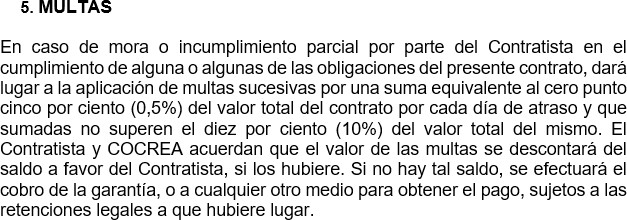 5. MULTAS
En caso de mora o incumplimiento parcial por parte del Contratista en el
cumplimiento de alguna o algunas de las obligaciones del presente contrato, dará
lugar a la aplicación de multas sucesivas por una suma equivalente al cero punto
cinco por ciento (0,5%) del valor total del contrato por cada día de atraso y que
sumadas no superen el diez por ciento (10%) del valor total del mismo. El
Contratista y COCREA acuerdan que el valor de las multas se descontará del
saldo a favor del Contratista, si los hubiere. Si no hay tal saldo, se efectuará el
cobro de la garantía, o a cualquier otro medio para obtener el pago, sujetos a las
retenciones legales a que hubiere lugar.